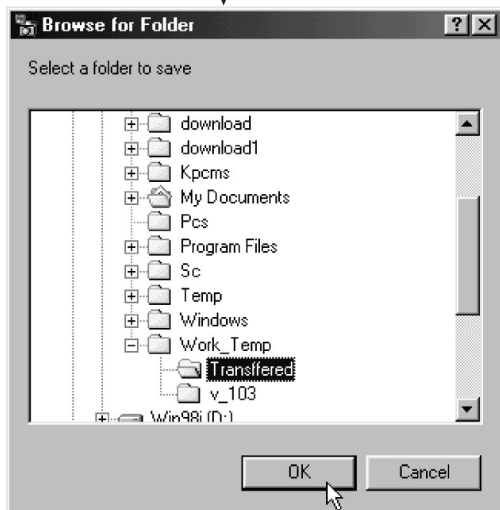 Browse for Folder
Select a folder to save
download
download1
Kpcms
My Documents
Pcs
Program Files
Sc
Temp
Windows
Work_Temp
Transffered
v_103
Win98j (D:)
OK Cancel